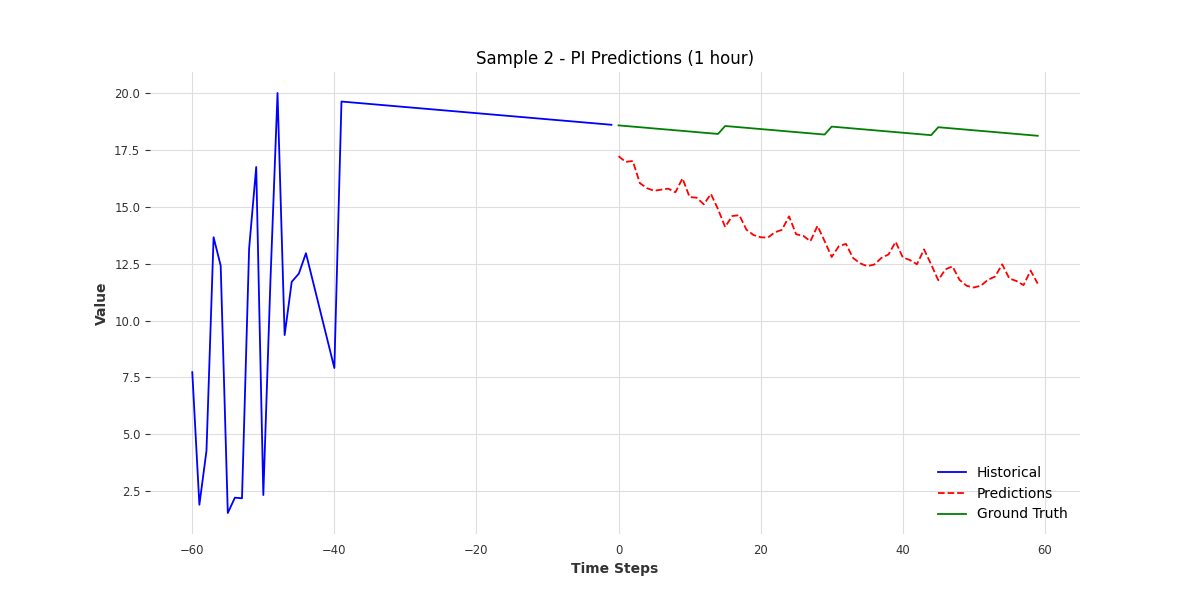 Sample 2 - PI Predictions (1 hour)
Value
20.0
17.5
15.0
12.5
10.0
7.5
5.0
2.5
Historical
Predictions
Ground Truth
−60
−40
−20
0
20
40
60
Time Steps